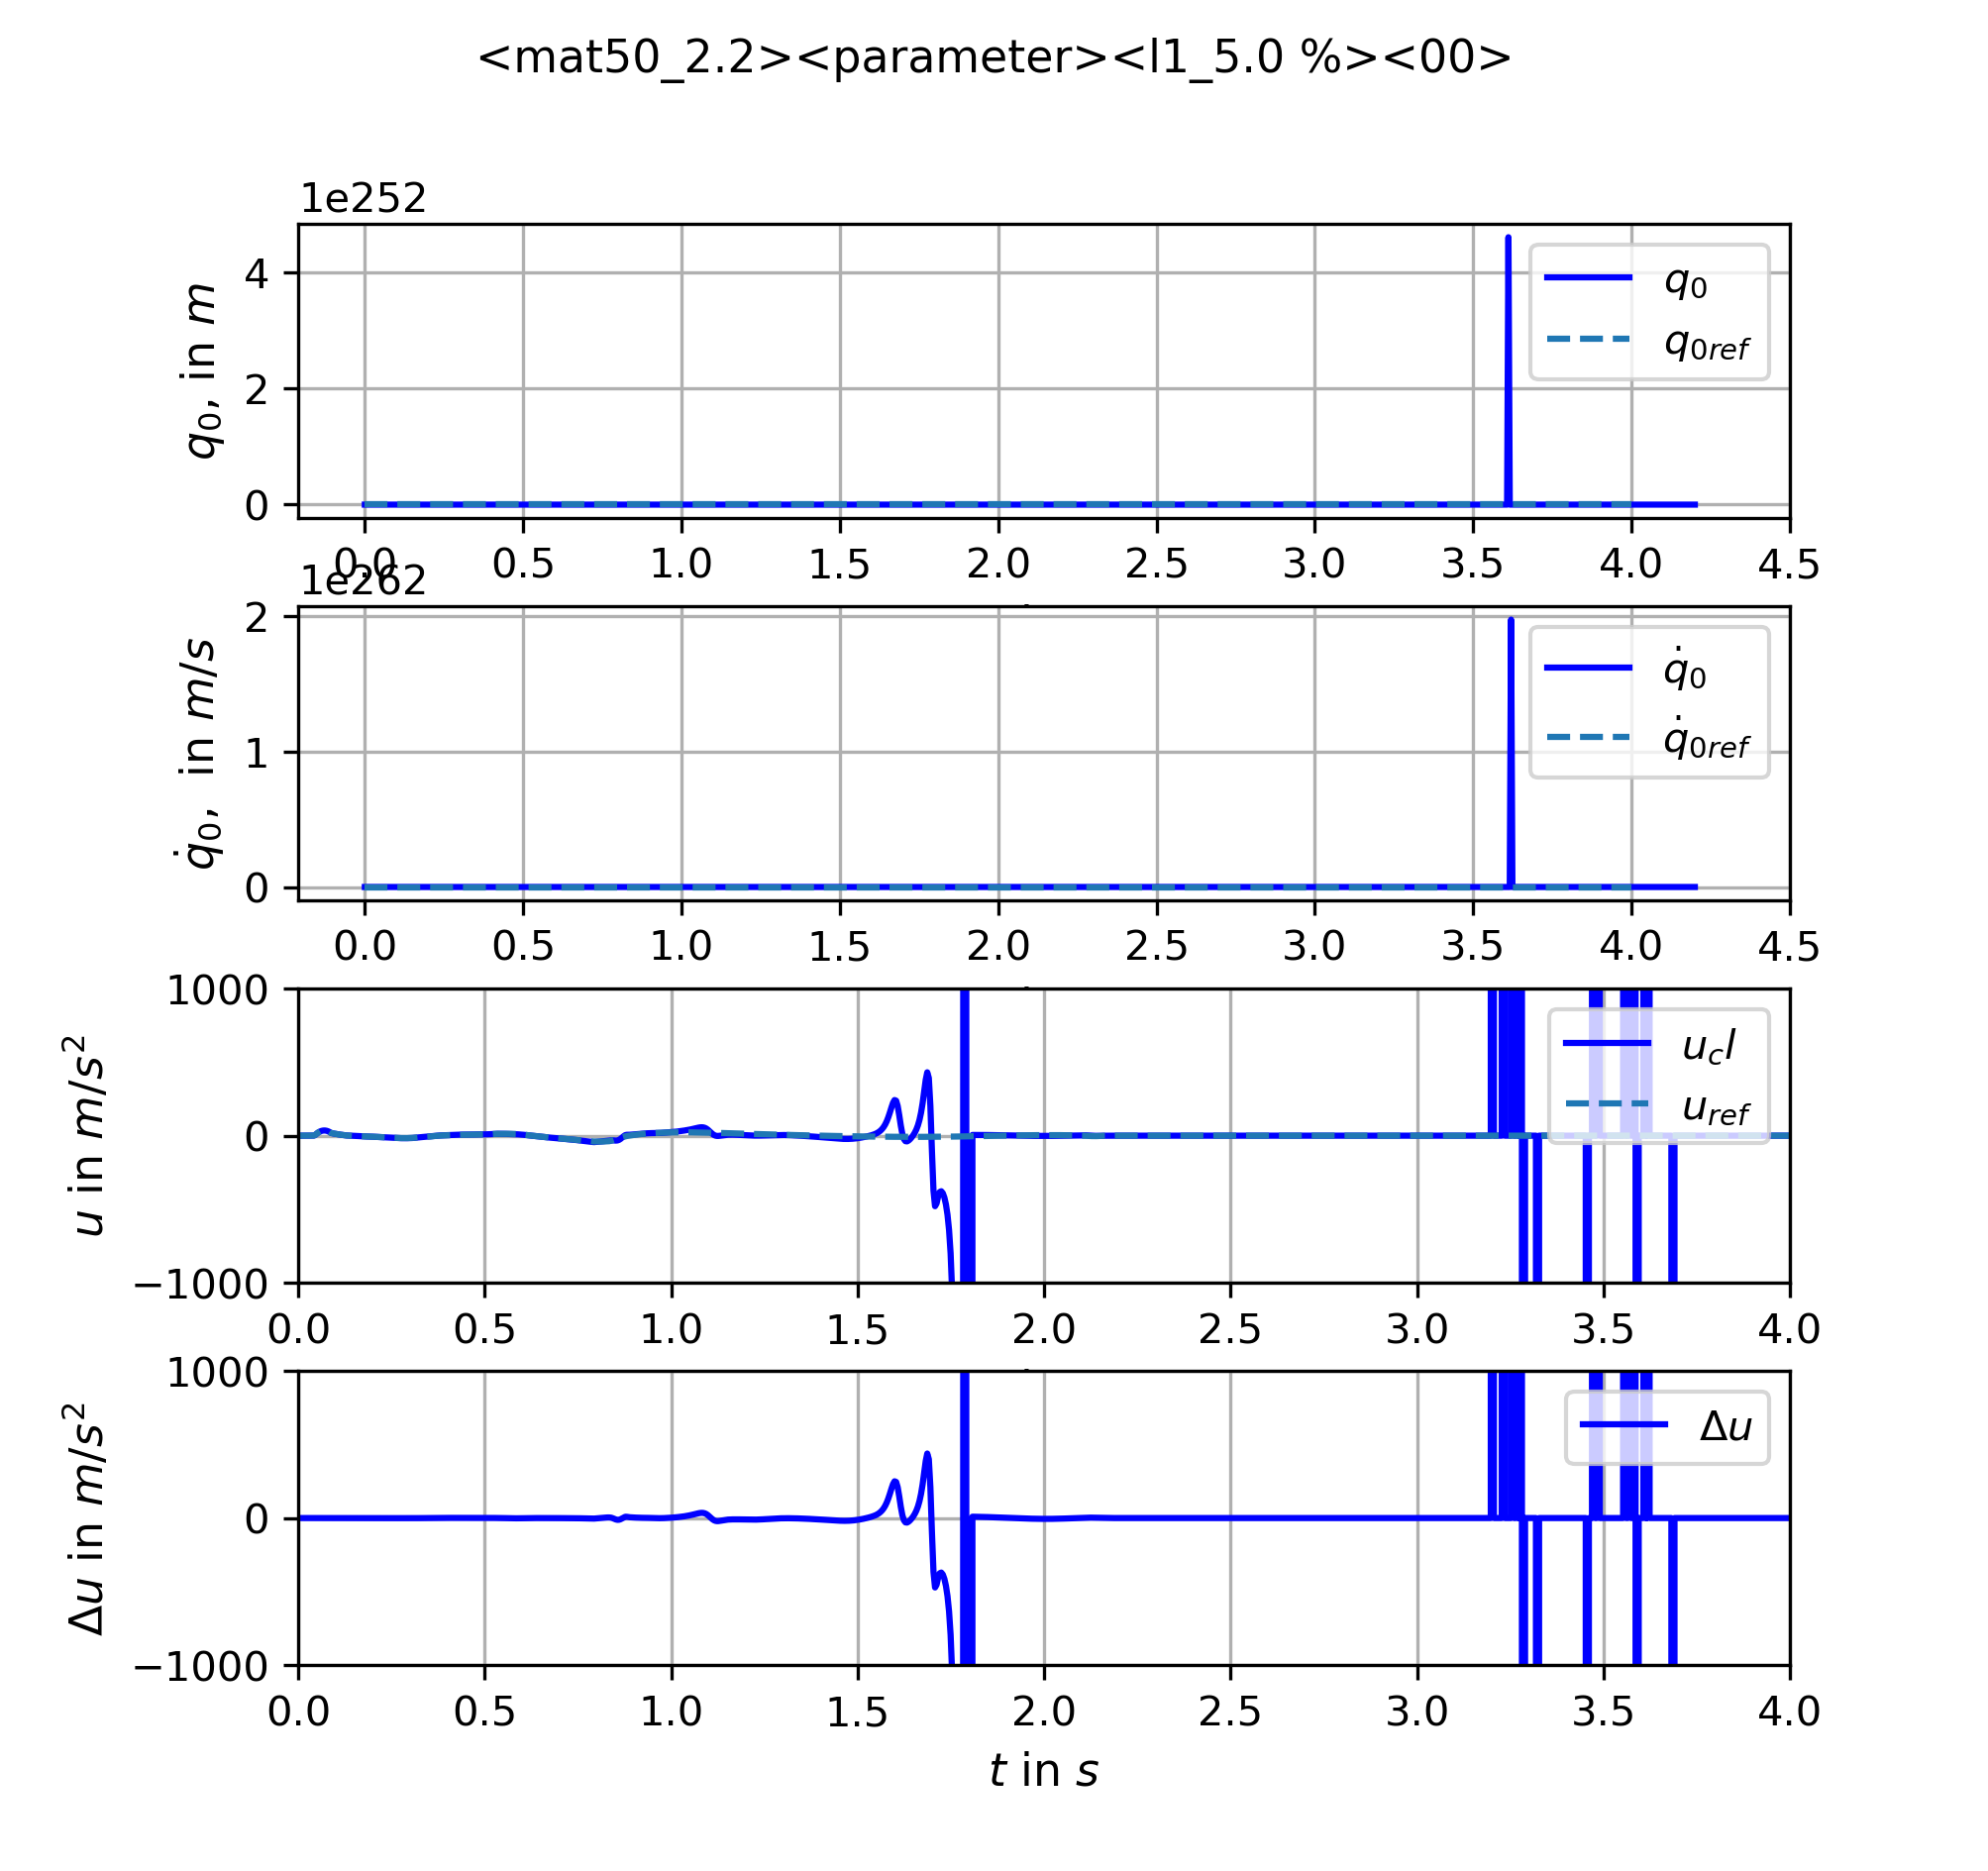 <mat50_2.2><parameter><l1_5.0 %><00>
1e252
q0, in m
4
2
0
q0
q0ref
0.0 0.5 1.0 1.5 2.0 2.5 3.0 3.5 4.0 4.5
1e262
q̇0, in m/s
2
1
0
q̇0
q̇0ref
0.0 0.5 1.0 1.5 2.0 2.5 3.0 3.5 4.0 4.5
u in m/s²
1000
0
−1000
ucl
uref
0.0 0.5 1.0 1.5 2.0 2.5 3.0 3.5 4.0
Δu in m/s²
1000
0
−1000
Δu
0.0 0.5 1.0 1.5 2.0 2.5 3.0 3.5 4.0
t in s